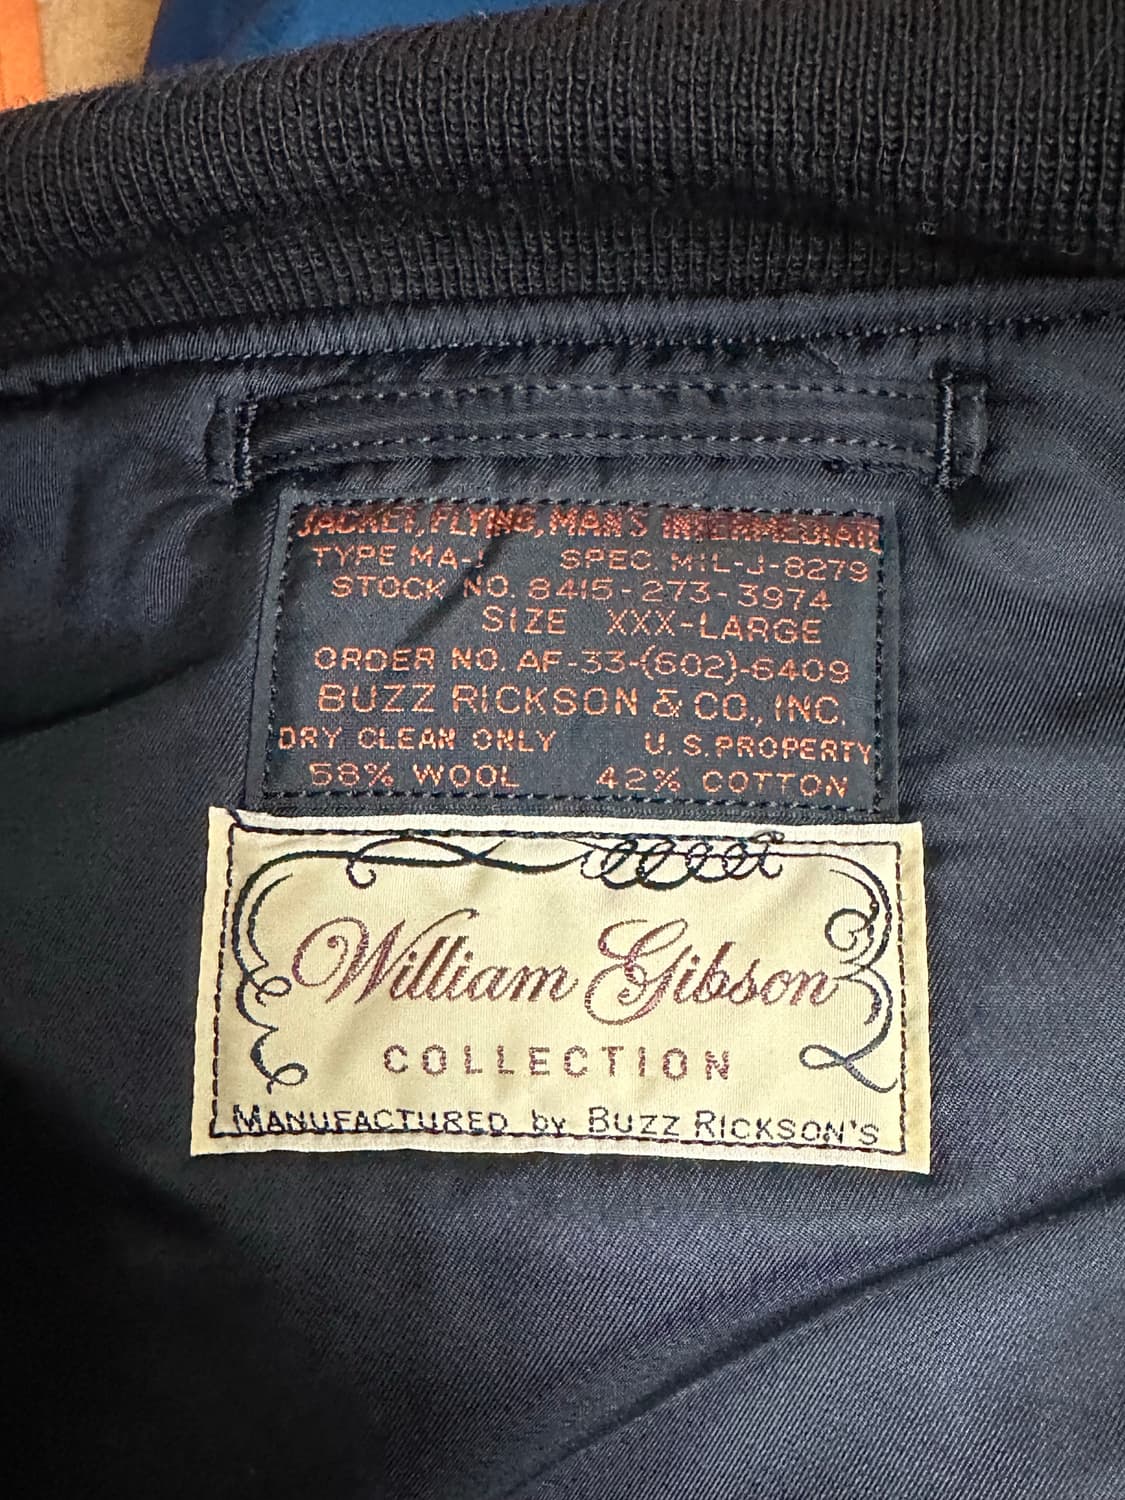 JACKET, FLYING, MAN'S INTERMEDIATE
TYPE MA-1 SPEC. MIL-J-8279
STOCK NO. 8415-273-3974
SIZE XXX-LARGE
ORDER NO. AF-33-(602)-6409
BUZZ RICKSON & CO., INC.
DRY CLEAN ONLY U.S. PROPERTY
58% WOOL 42% COTTON
William Gibson
COLLECTION
MANUFACTURED by BUZZ RICKSON'S